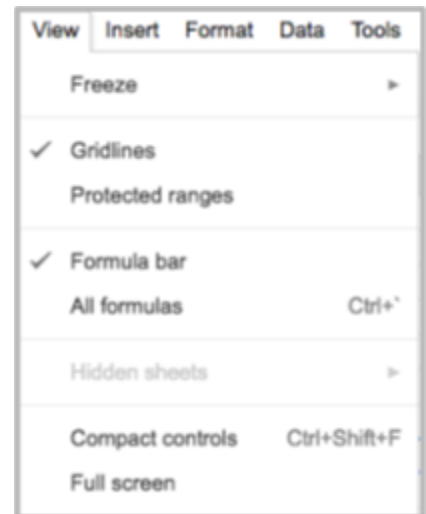 View Insert Format Data Tools
Freeze
Gridlines
Protected ranges
Formula bar
All formulas Ctrl+`
Hidden sheets
Compact controls Ctrl+Shift+F
Full screen